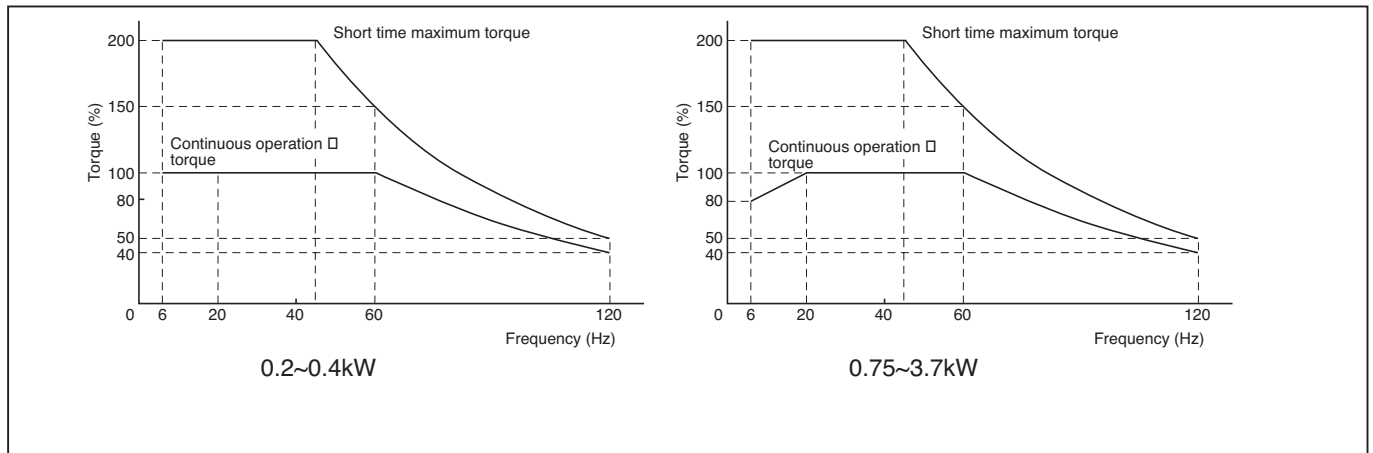 Short time maximum torque
200
150
Torque (%)
Continuous operation □
torque
100
80
50
40
0 6 20 40 60 120
Frequency (Hz)
0.2~0.4kW
Short time maximum torque
200
150
Torque (%)
Continuous operation □
torque
100
80
50
40
0 6 20 40 60 120
Frequency (Hz)
0.75~3.7kW